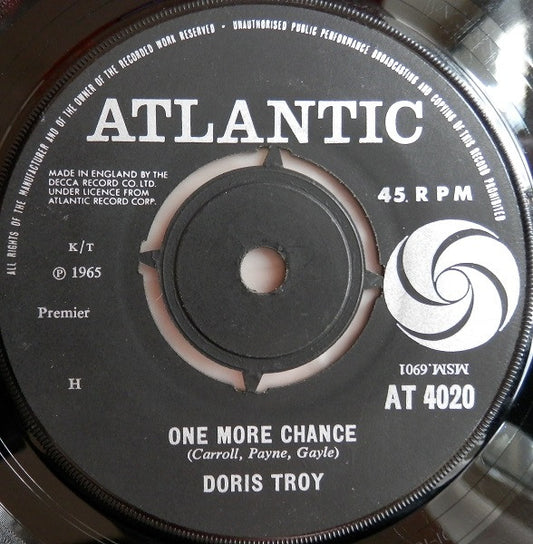 ALL RIGHTS OF THE MANUFACTURER AND OF THE OWNER OF THE RECORDED WORK RESERVED - UNAUTHORISED PUBLIC PERFORMANCE BROADCASTING AND COPYING OF THIS RECORD PROHIBITED
ATLANTIC
MADE IN ENGLAND BY THE
DECCA RECORD CO. LTD.
UNDER LICENCE FROM
ATLANTIC RECORD CORP.
45. R P M
K/T
℗ 1965
Premier
H
MSM.6901
AT 4020
ONE MORE CHANCE
(Carroll, Payne, Gayle)
DORIS TROY